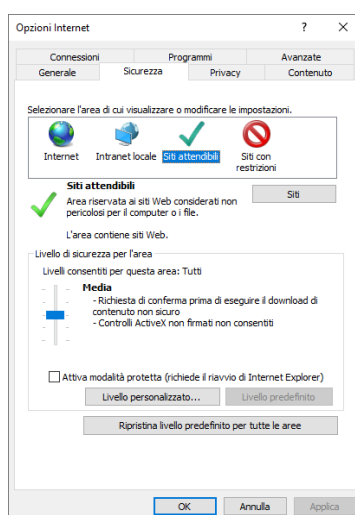 Opzioni Internet ? ×
Connessioni Programmi Avanzate
Generale Sicurezza Privacy Contenuto
Selezionare l'area di cui visualizzare o modificare le impostazioni.
Internet Intranet locale Siti attendibili Siti con
restrizioni
Siti attendibili
Siti
Area riservata ai siti Web considerati non
pericolosi per il computer o i file.
L'area contiene siti Web.
Livello di sicurezza per l'area
Livelli consentiti per questa area: Tutti
Media
- Richiesta di conferma prima di eseguire il download di
contenuto non sicuro
- Controlli ActiveX non firmati non consentiti
Attiva modalità protetta (richiede il riavvio di Internet Explorer)
Livello personalizzato... Livello predefinito
Ripristina livello predefinito per tutte le aree
OK Annulla Applica